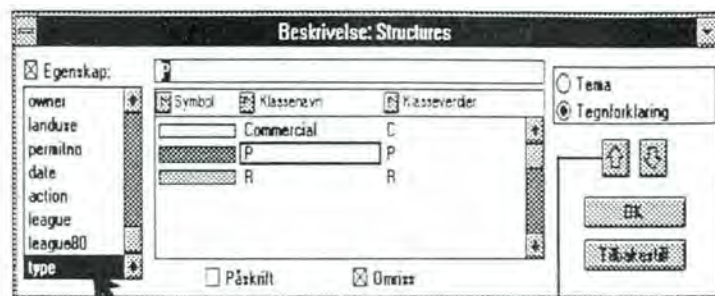 Beskrivelse: Structures
Egenskap:
P
owner
landuse
permitno
date
action
league
league80
type
Symbol Klassenavn Klasseverdier
Commercial C
P P
R R
Påskrift Omriss
Tema
Tegnforklaring
OK
Tilbakestill